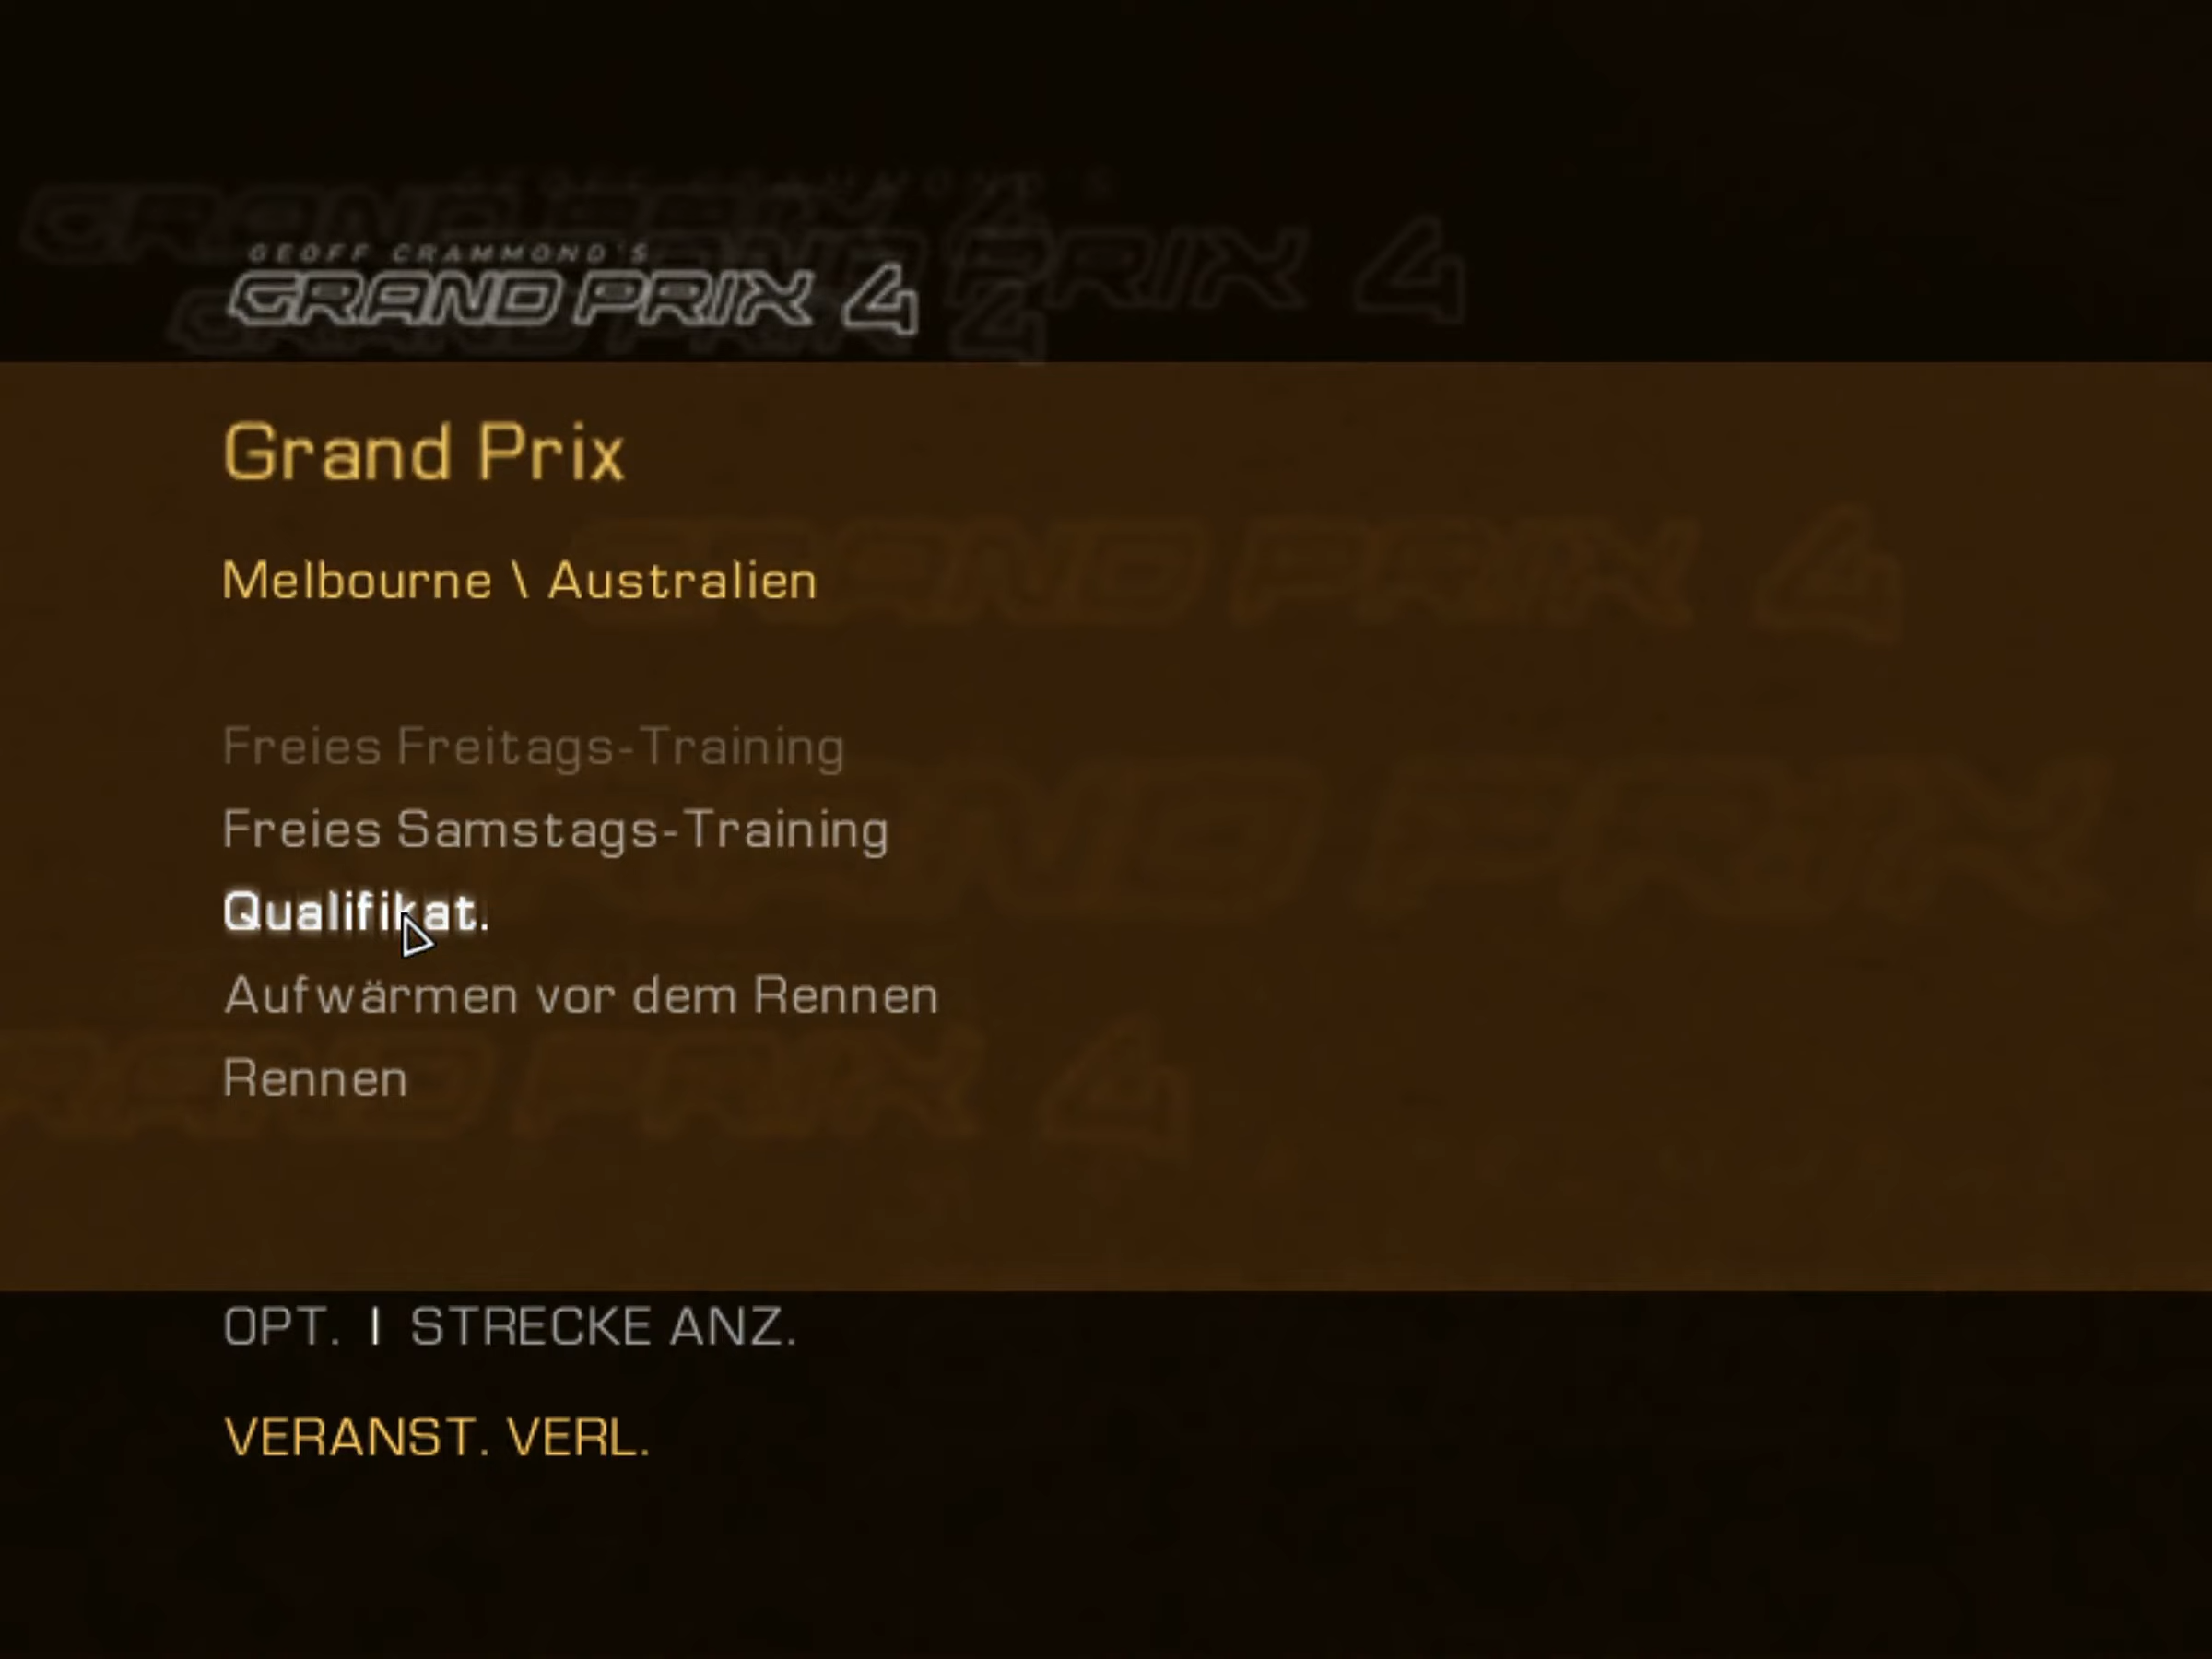 GEOFF CRAMMOND'S
GRAND PRIX 4
Grand Prix
Melbourne \ Australien
Freies Freitags-Training
Freies Samstags-Training
Qualifikat.
Aufwärmen vor dem Rennen
Rennen
OPT. | STRECKE ANZ.
VERANST. VERL.